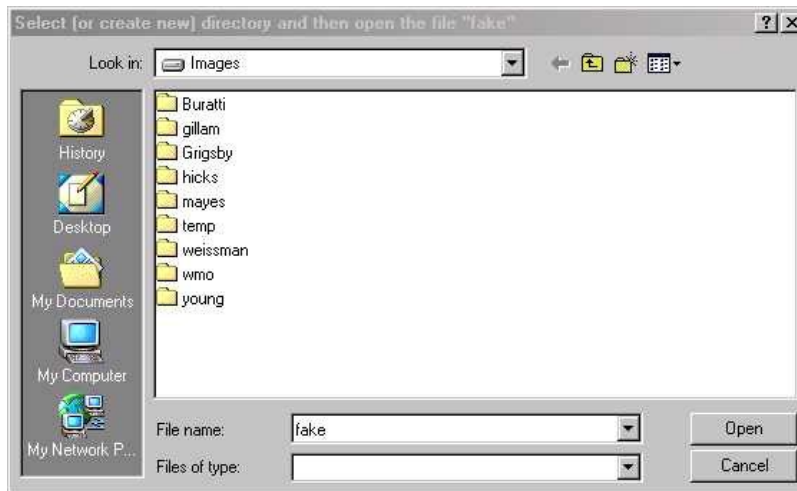 Select (or create new) directory and then open the file "fake"
Look in: Images
History
Desktop
My Documents
My Computer
My Network P...
Buratti
gillam
Grigsby
hicks
mayes
temp
weissman
wmo
young
File name: fake
Open
Files of type:
Cancel